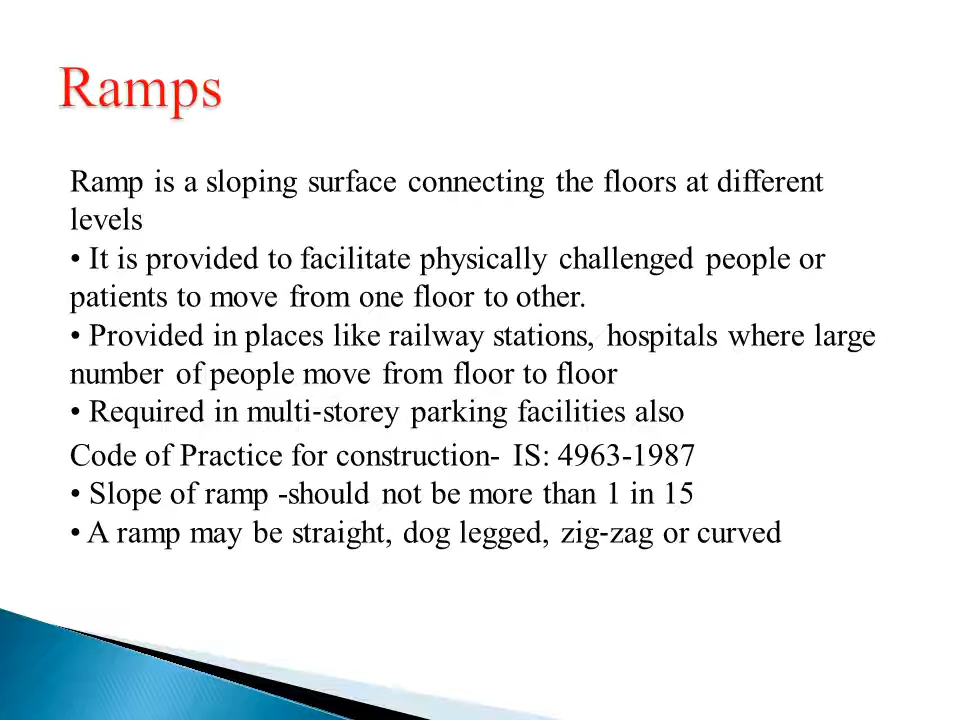 Ramps
Ramp is a sloping surface connecting the floors at different
levels
• It is provided to facilitate physically challenged people or
patients to move from one floor to other.
• Provided in places like railway stations, hospitals where large
number of people move from floor to floor
• Required in multi-storey parking facilities also
Code of Practice for construction- IS: 4963-1987
• Slope of ramp -should not be more than 1 in 15
• A ramp may be straight, dog legged, zig-zag or curved